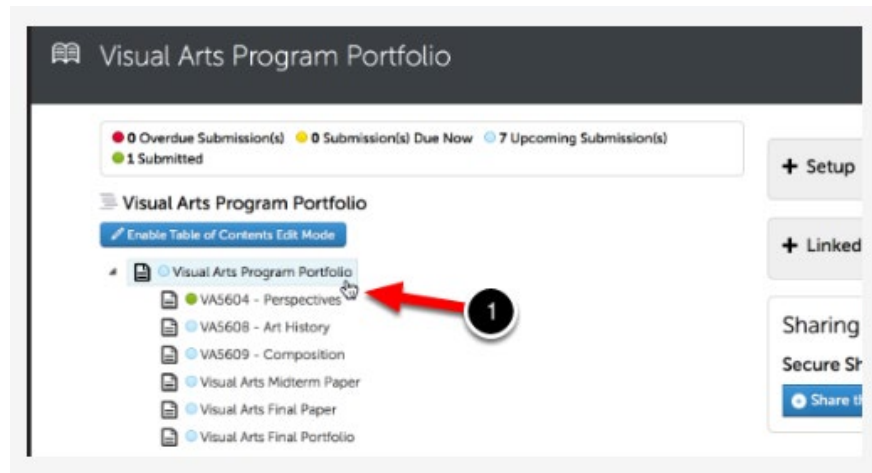 Visual Arts Program Portfolio
0 Overdue Submission(s) 0 Submission(s) Due Now 7 Upcoming Submission(s)
1 Submitted
Visual Arts Program Portfolio
Enable Table of Contents Edit Mode
Visual Arts Program Portfolio
VA5604 - Perspectives
VA5608 - Art History
VA5609 - Composition
Visual Arts Midterm Paper
Visual Arts Final Paper
Visual Arts Final Portfolio
1
+ Setup
+ Linked
Sharing
Secure Sh
Share th